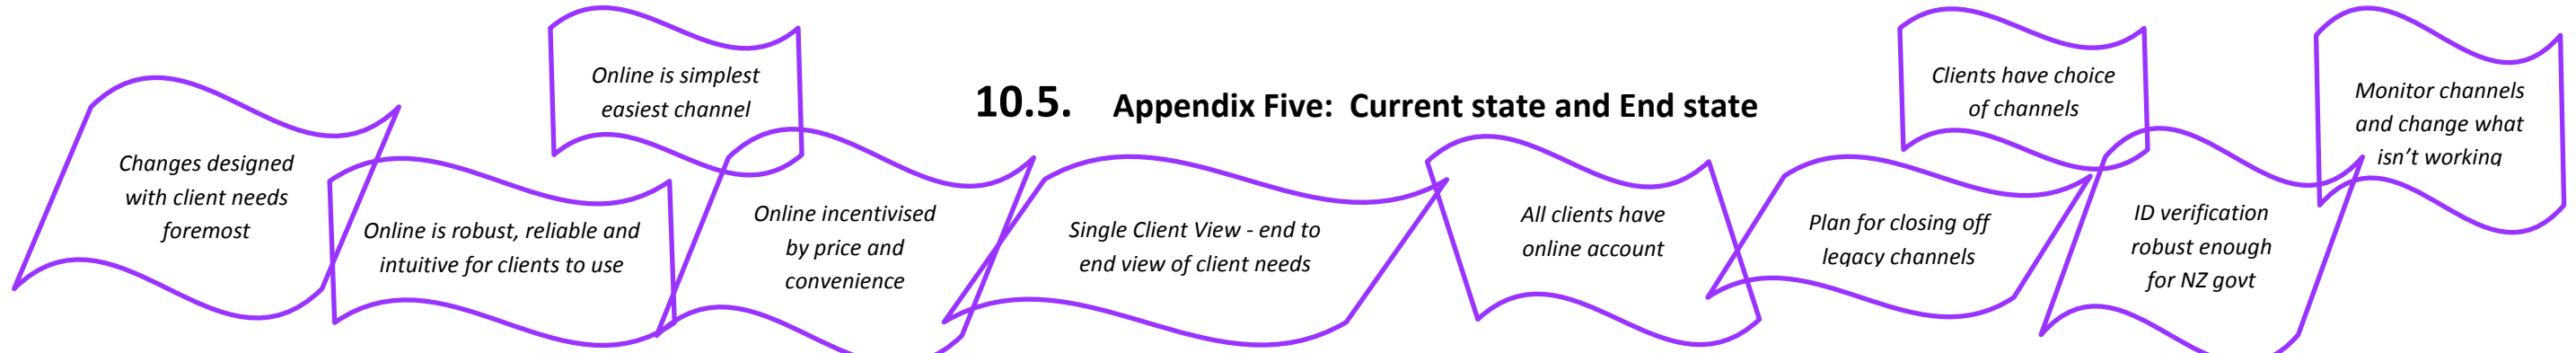 10.5. Appendix Five: Current state and End state
Changes designed
with client needs
foremost
Online is robust, reliable and
intuitive for clients to use
Online is simplest
easiest channel
Online incentivised
by price and
convenience
Single Client View - end to
end view of client needs
All clients have
online account
Plan for closing off
legacy channels
Clients have choice
of channels
ID verification
robust enough
for NZ govt
Monitor channels
and change what
isn’t working